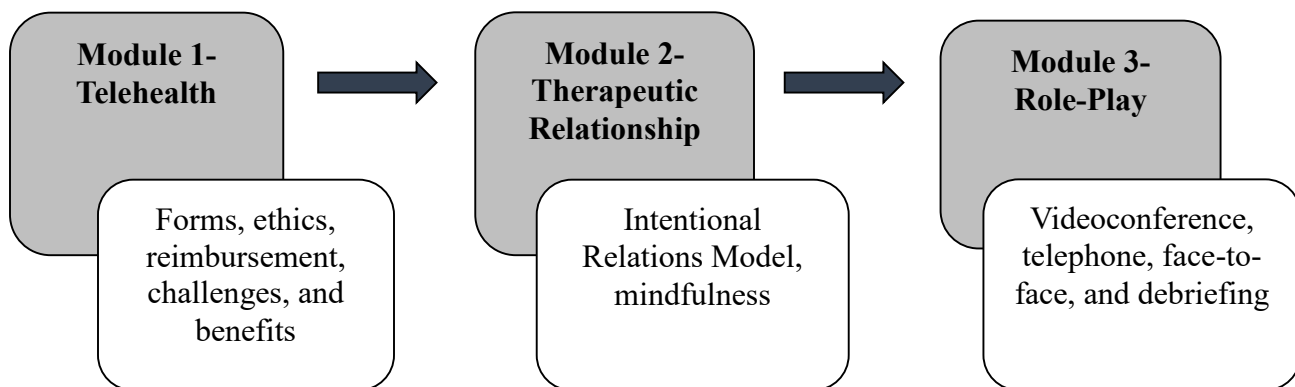 Module 1-
Telehealth
Forms, ethics,
reimbursement,
challenges, and
benefits
Module 2-
Therapeutic
Relationship
Intentional
Relations Model,
mindfulness
Module 3-
Role-Play
Videoconference,
telephone, face-to-
face, and debriefing